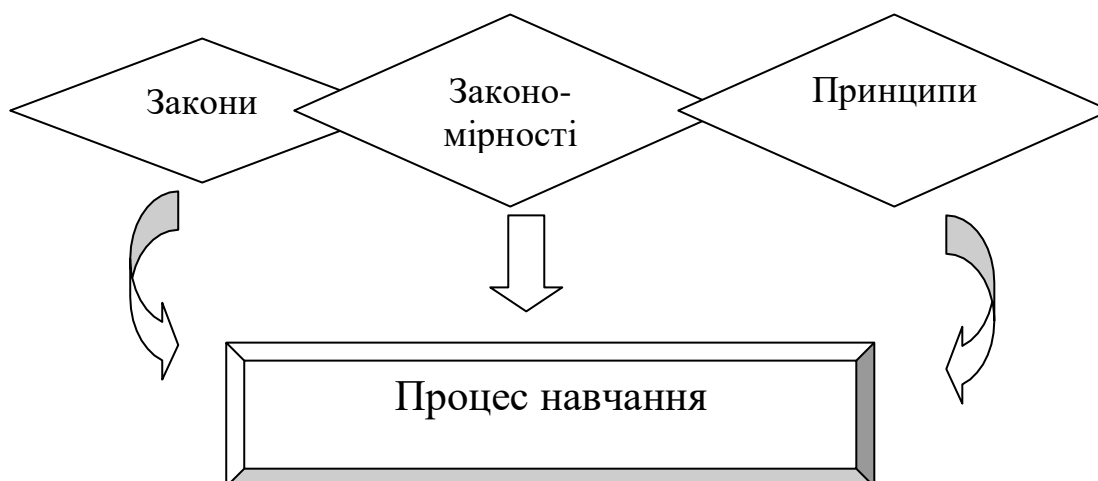 Закони
Законо-
мірності
Принципи
Процес навчання